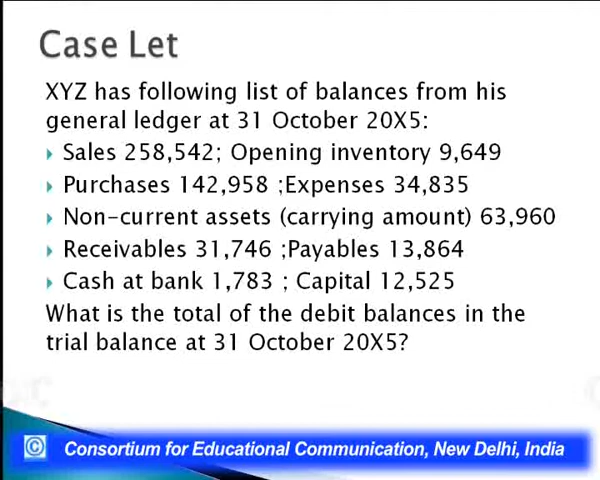 Case Let
XYZ has following list of balances from his
general ledger at 31 October 20X5:
Sales 258,542; Opening inventory 9,649
Purchases 142,958 ;Expenses 34,835
Non-current assets (carrying amount) 63,960
Receivables 31,746 ;Payables 13,864
Cash at bank 1,783 ; Capital 12,525
What is the total of the debit balances in the
trial balance at 31 October 20X5?
© Consortium for Educational Communication, New Delhi, India